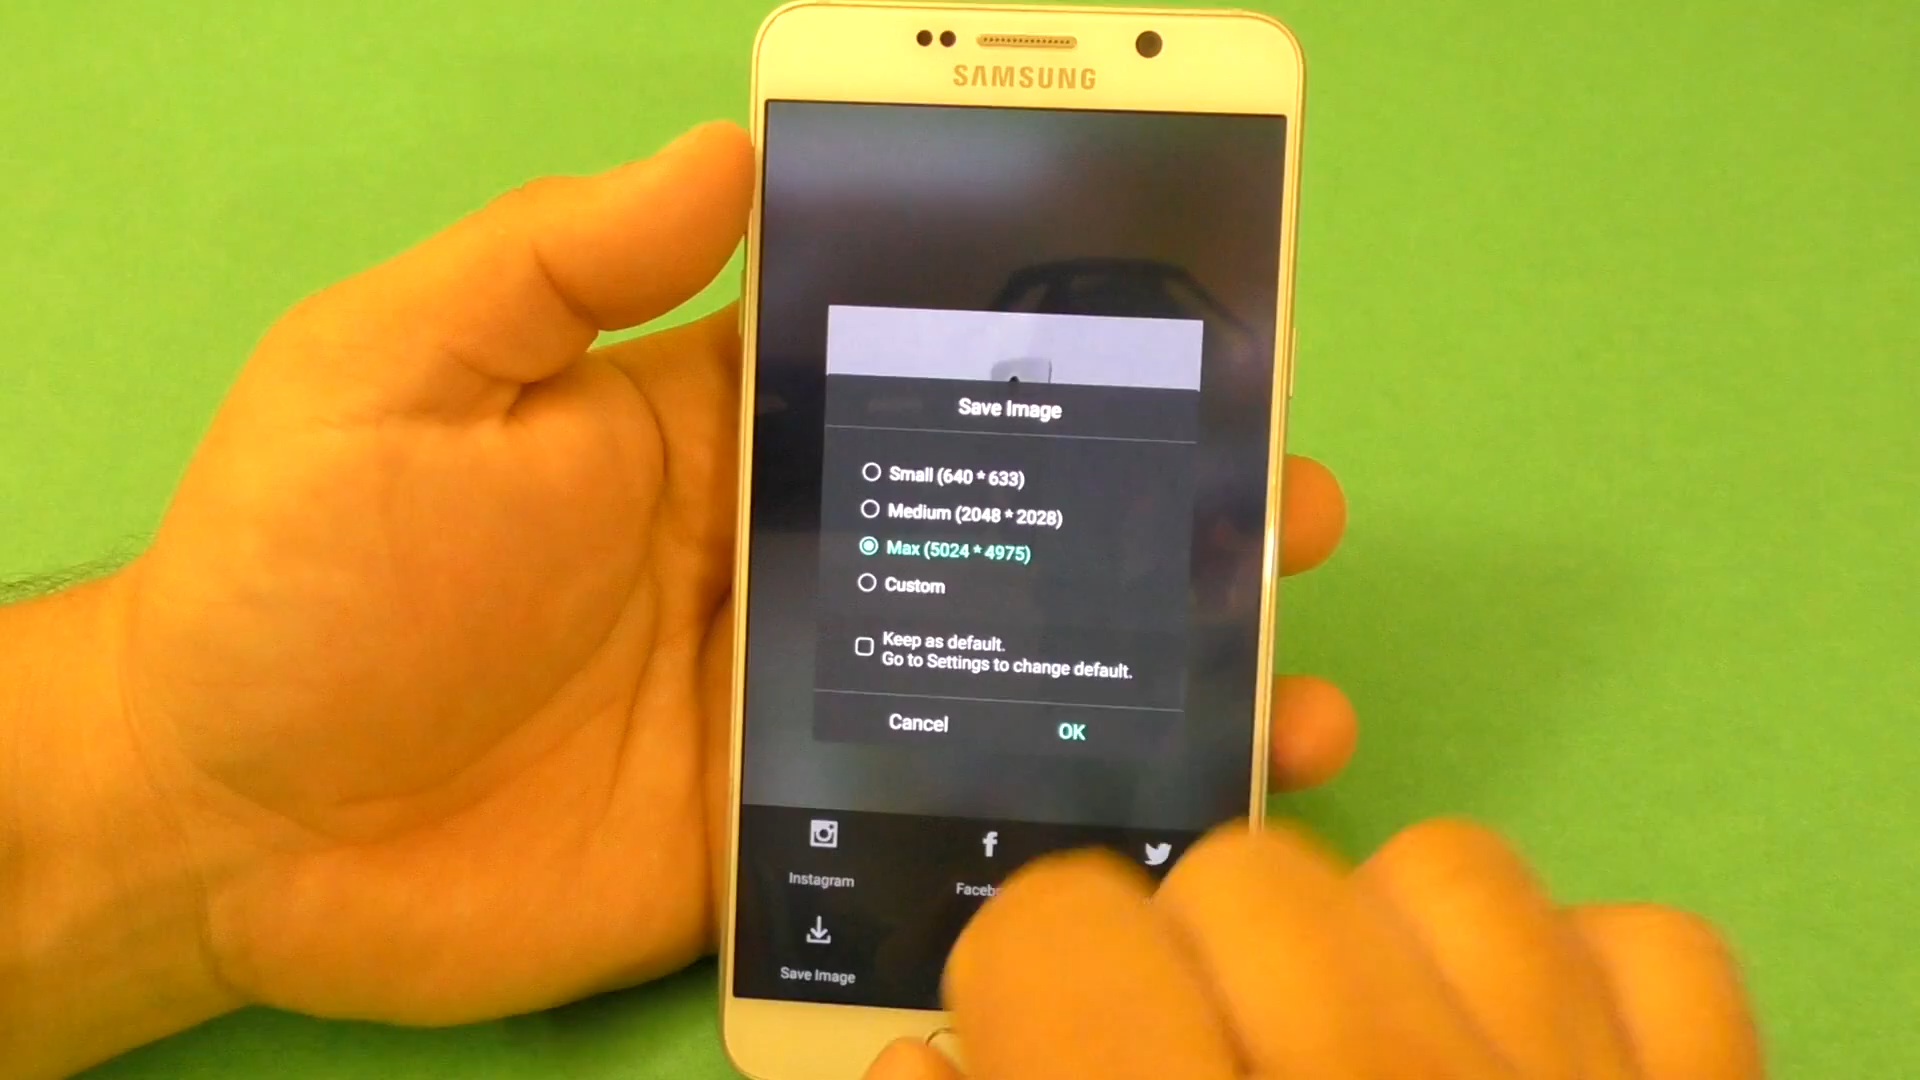 SAMSUNG
Save Image
Small (640 * 633)
Medium (2048 * 2028)
Max (5024 * 4975)
Custom
Keep as default.
Go to Settings to change default.
Cancel OK
Instagram
Save Image